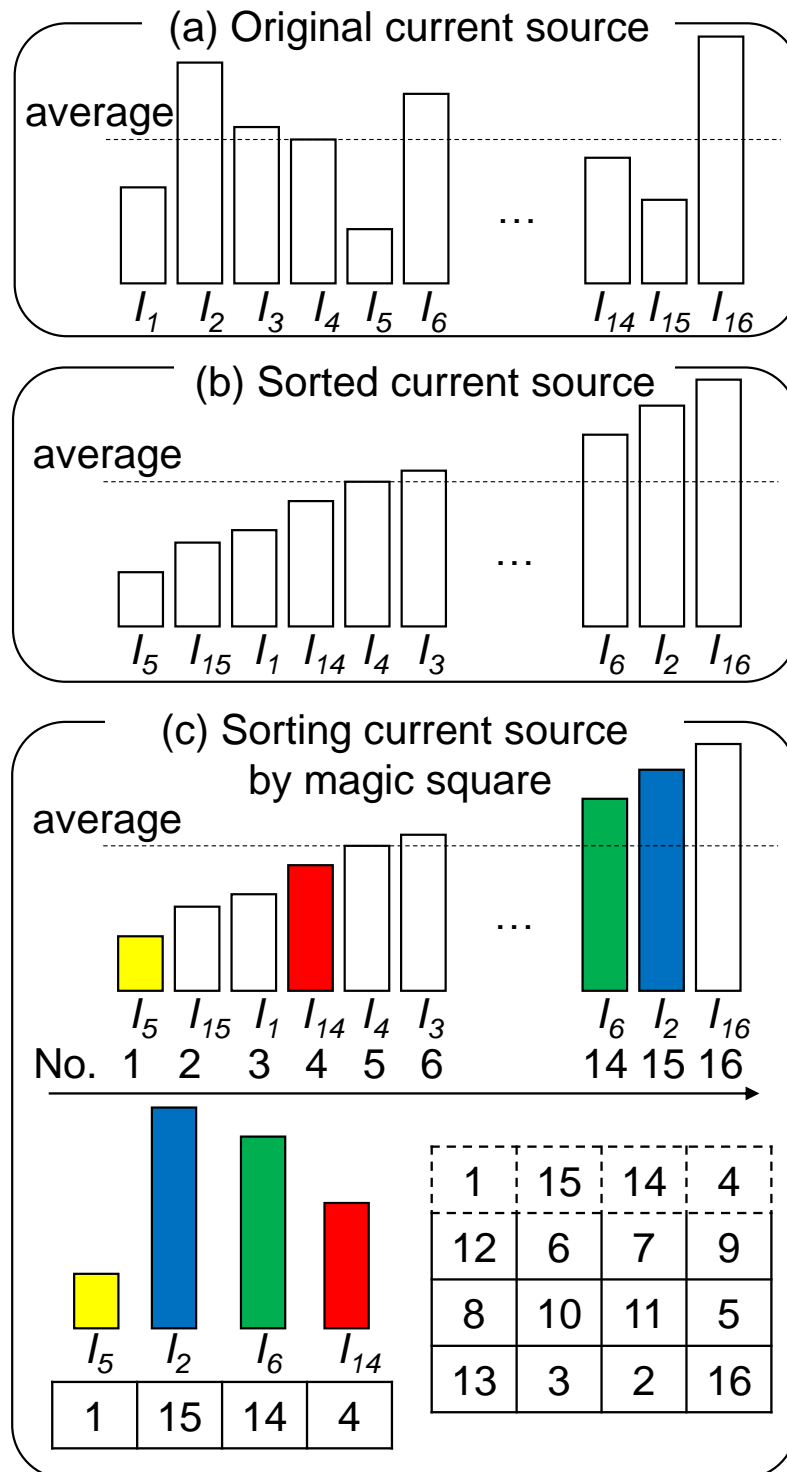 (a) Original current source
average
...
I1 I2 I3 I4 I5 I6 I14 I15 I16
(b) Sorted current source
average
...
I5 I15 I1 I14 I4 I3 I6 I2 I16
(c) Sorting current source
by magic square
average
...
I5 I15 I1 I14 I4 I3 I6 I2 I16
No. 1 2 3 4 5 6 14 15 16
I5 I2 I6 I14
1 15 14 4
1 15 14 4
12 6 7 9
8 10 11 5
13 3 2 16